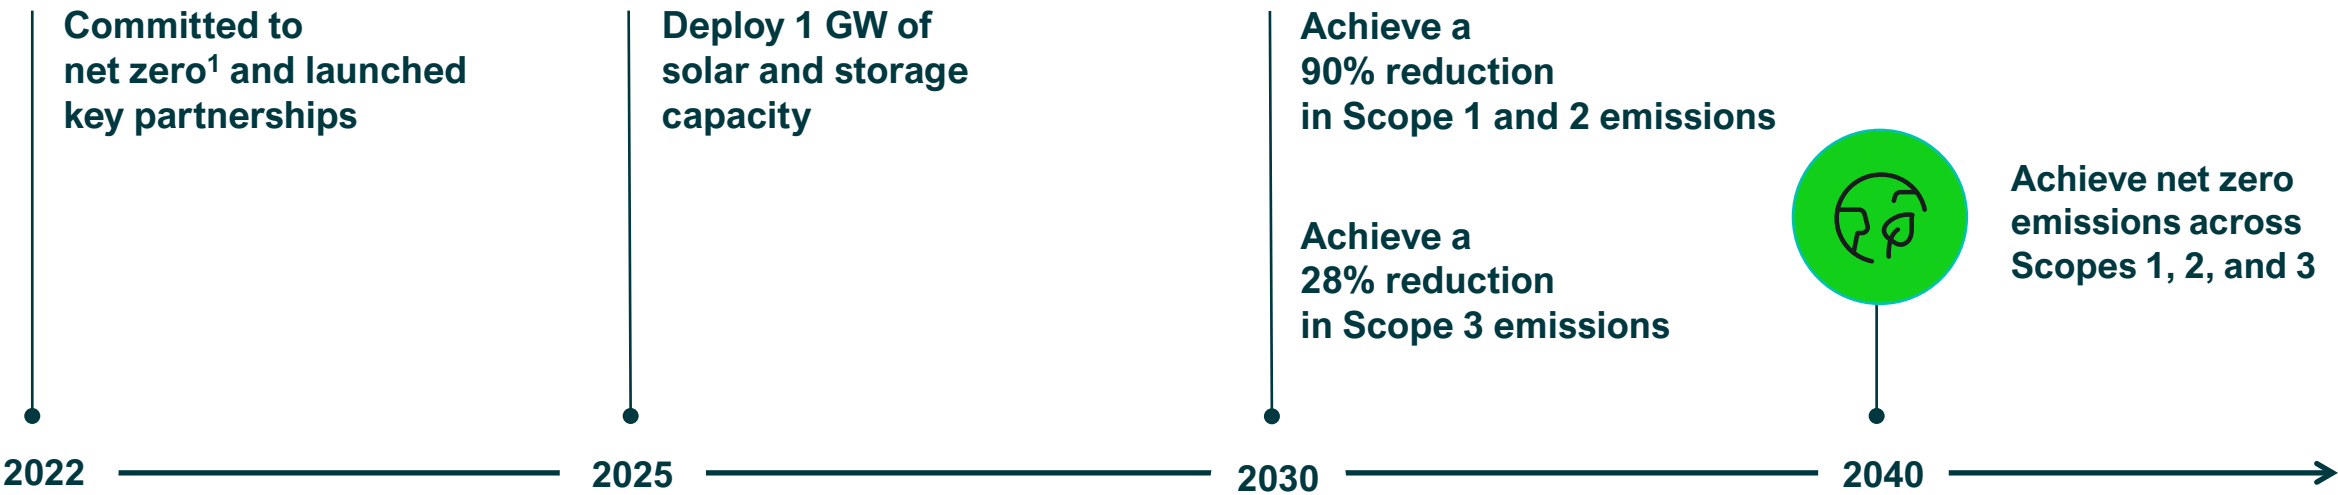 Committed to
net zero¹ and launched
key partnerships
Deploy 1 GW of
solar and storage
capacity
Achieve a
90% reduction
in Scope 1 and 2 emissions
Achieve a
28% reduction
in Scope 3 emissions
Achieve net zero
emissions across
Scopes 1, 2, and 3
2022
2025
2030
2040